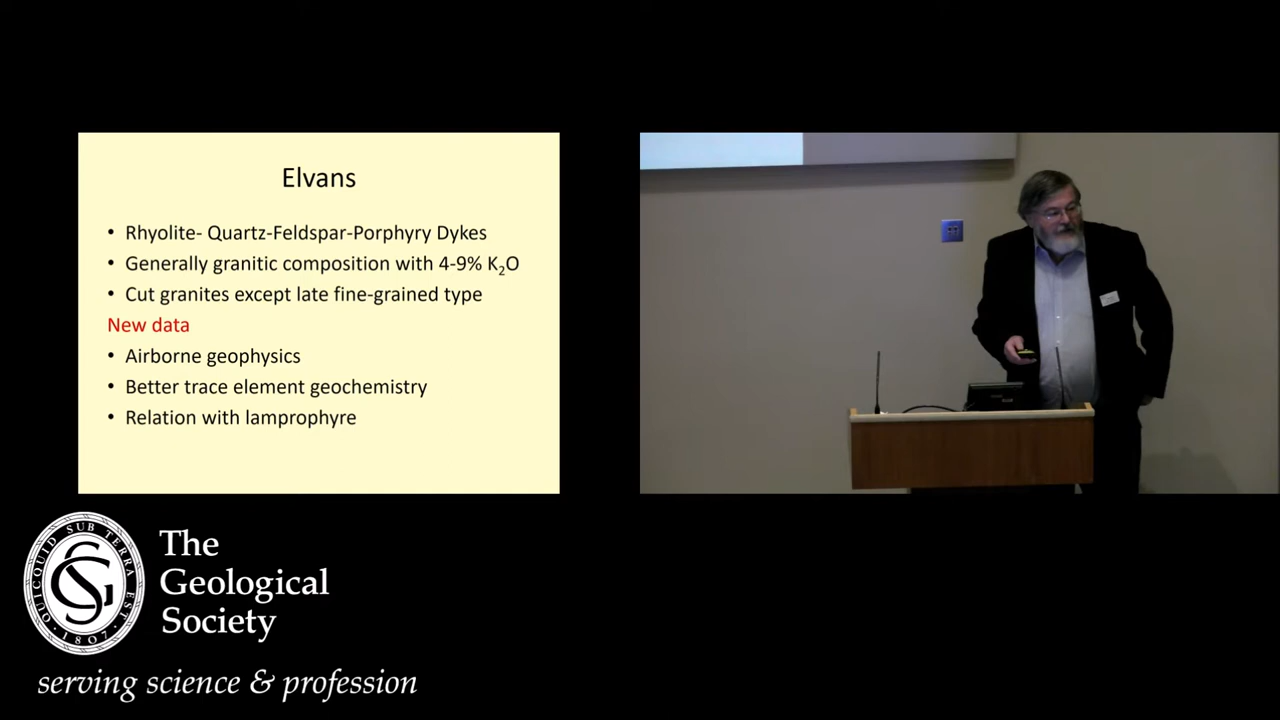 Elvans
• Rhyolite- Quartz-Feldspar-Porphyry Dykes
• Generally granitic composition with 4-9% K₂O
• Cut granites except late fine-grained type
New data
• Airborne geophysics
• Better trace element geochemistry
• Relation with lamprophyre
QUICQUID SUB TERRA EST
· 1807 ·
GS
The
Geological
Society
serving science & profession